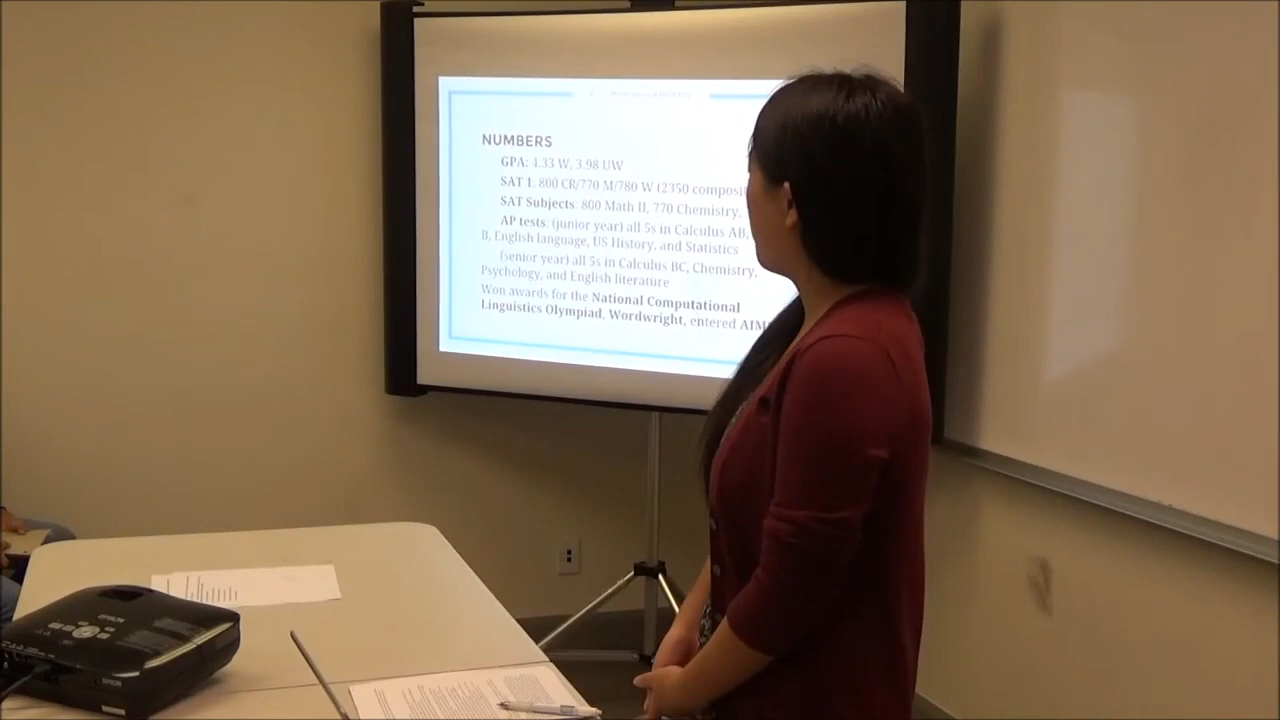 NUMBERS
GPA: 4.33 W, 3.98 UW
SAT I: 800 CR/770 M/780 W (2350 composit
SAT Subjects: 800 Math II, 770 Chemistry,
AP tests: (junior year) all 5s in Calculus AB,
B, English language, US History, and Statistics
(senior year) all 5s in Calculus BC, Chemistry,
Psychology, and English literature
Won awards for the National Computational
Linguistics Olympiad, Wordwright, entered AIM
EPSON
EPSON